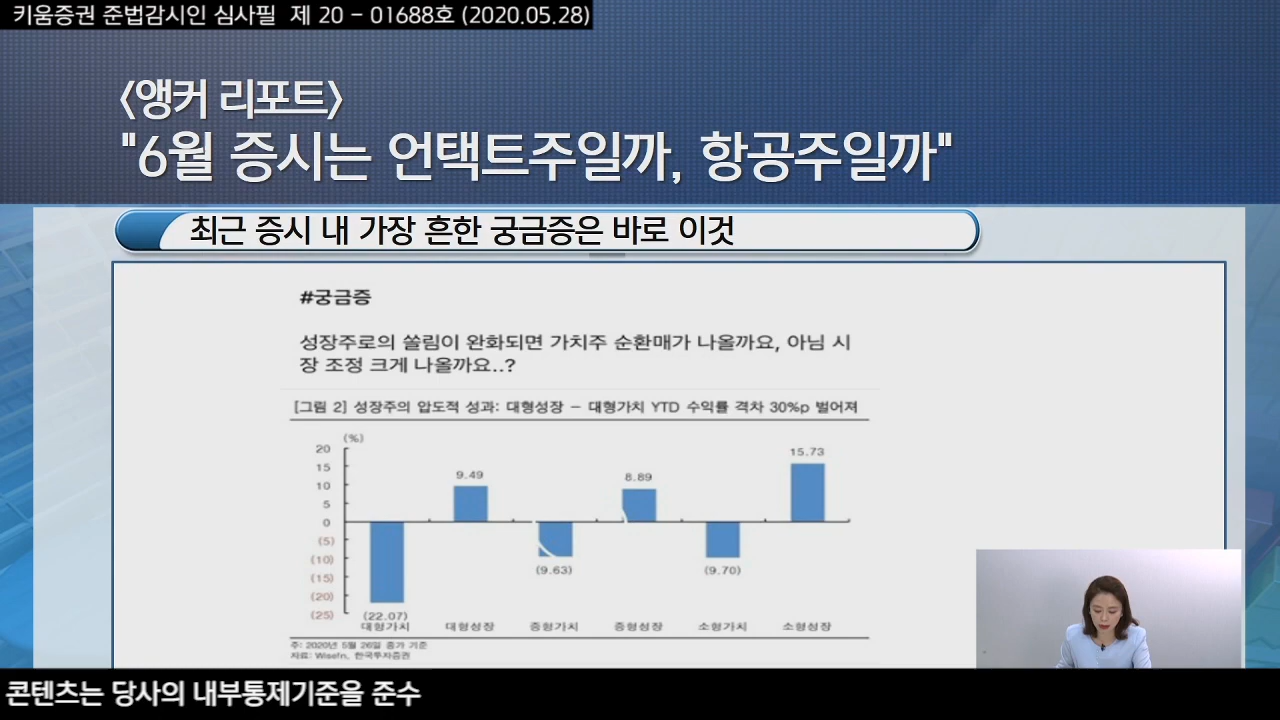 키움증권 준법감시인 심사필 제 20 - 01688호 (2020.05.28)
<앵커 리포트>
"6월 증시는 언택트주일까, 항공주일까"
최근 증시 내 가장 흔한 궁금증은 바로 이것
#궁금증
성장주로의 쏠림이 완화되면 가치주 순환매가 나올까요, 아님 시
장 조정 크게 나올까요..?
[그림 2] 성장주의 압도적 성과: 대형성장 - 대형가치 YTD 수익률 격차 30%p 벌어져
(%)
20
15
10
5
0
(5)
(10)
(15)
(20)
(25)
(22.07)
9.49
(9.63)
8.89
(9.70)
15.73
대형가치 대형성장 중형가치 중형성장 소형가치 소형성장
주: 2020년 5월 26일 종가 기준
자료: Wisefn, 한국투자증권
콘텐츠는 당사의 내부통제기준을 준수